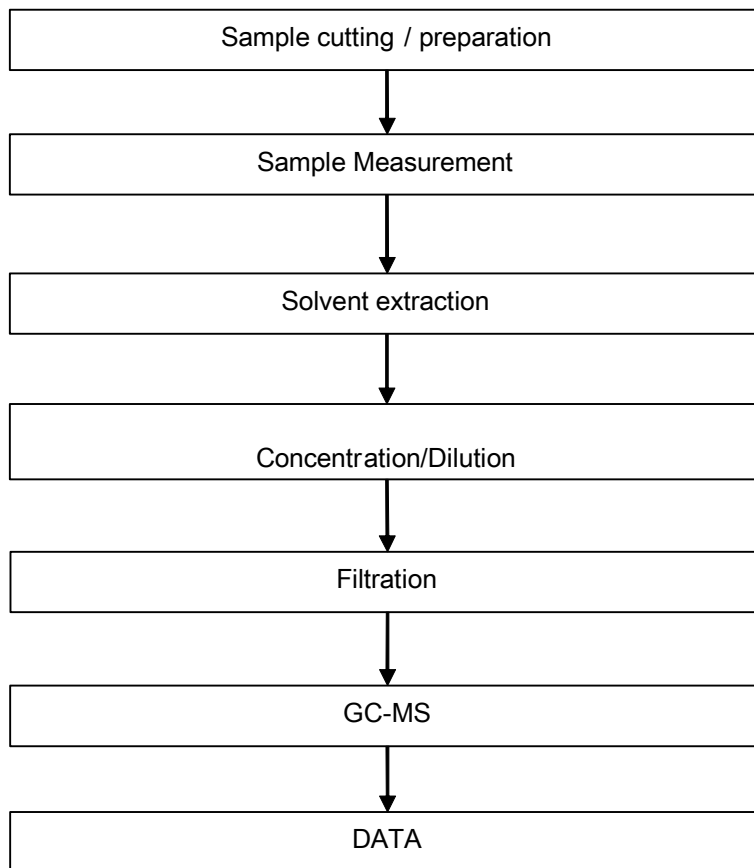 Sample cutting / preparation
Sample Measurement
Solvent extraction
Concentration/Dilution
Filtration
GC-MS
DATA